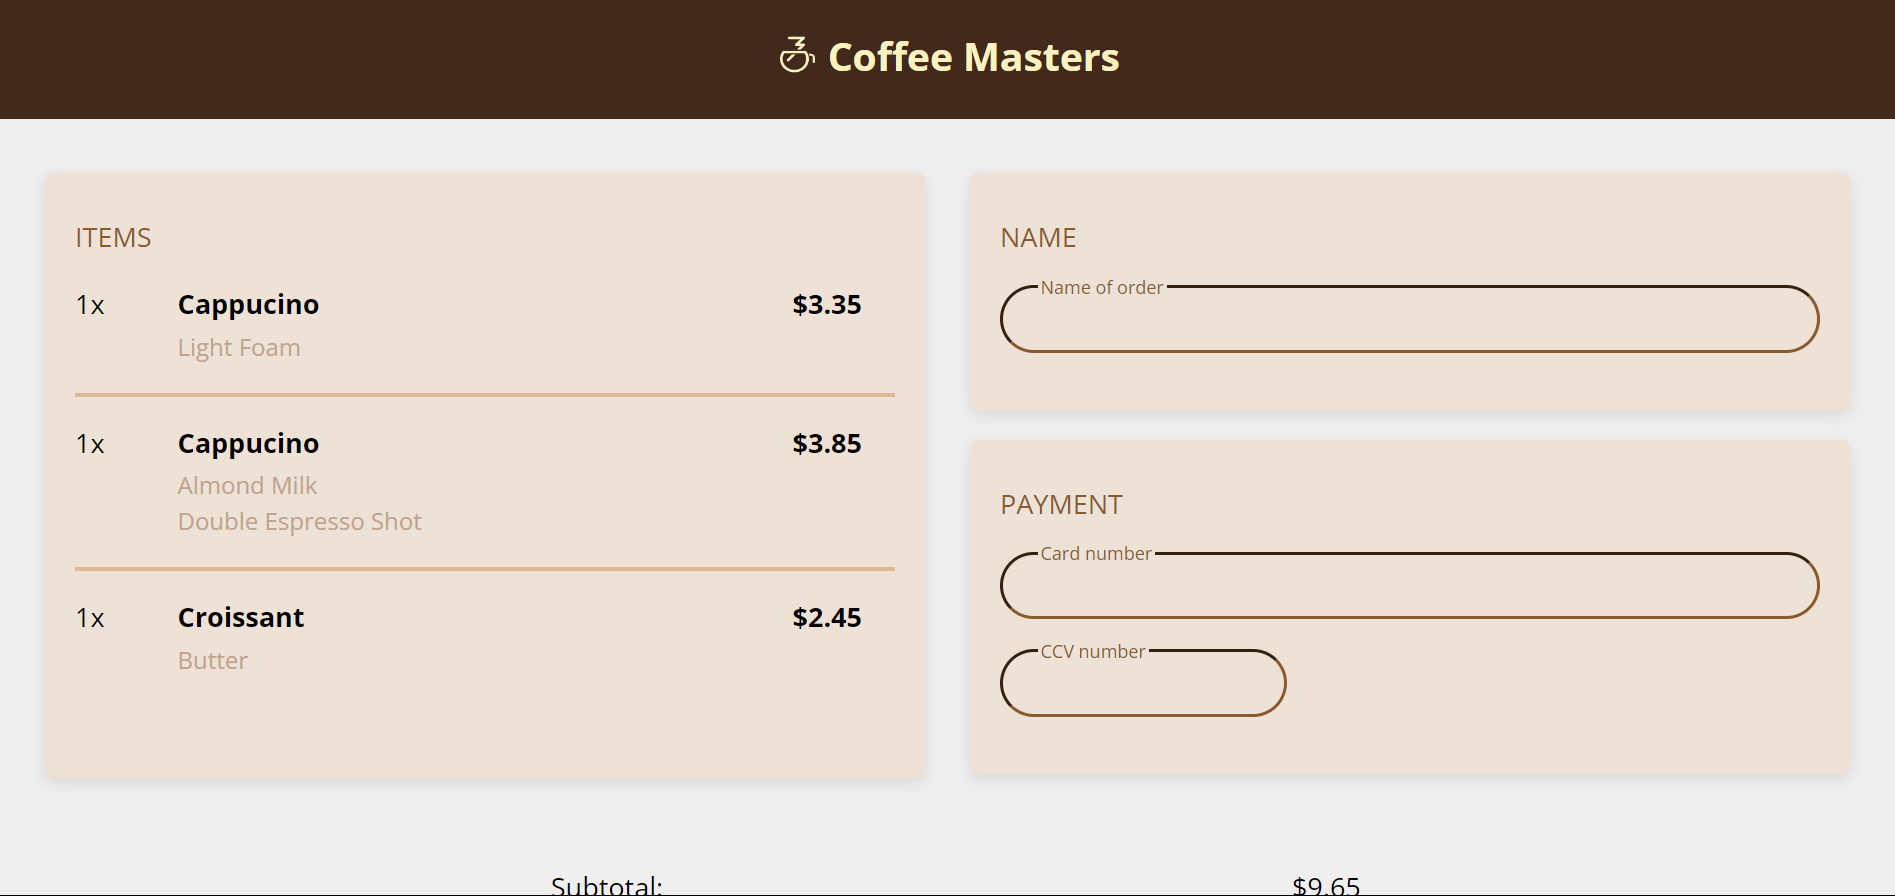 Coffee Masters
ITEMS
1x Cappucino $3.35
Light Foam
1x Cappucino $3.85
Almond Milk
Double Espresso Shot
1x Croissant $2.45
Butter
NAME
Name of order
PAYMENT
Card number
CCV number
Subtotal: $9.65